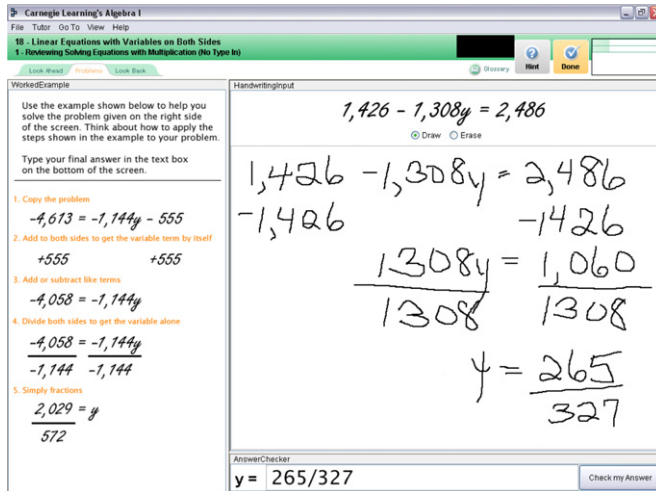 Carnegie Learning's Algebra I
File Tutor Go To View Help
18 - Linear Equations with Variables on Both Sides
1 - Reviewing Solving Equations with Multiplication (No Type In)
Look Ahead Problems Look Back
Glossary Hint Done
WorkedExample
Use the example shown below to help you
solve the problem given on the right side
of the screen. Think about how to apply the
steps shown in the example to your problem.
Type your final answer in the text box
on the bottom of the screen.
1. Copy the problem
-4,613 = -1,144y - 555
2. Add to both sides to get the variable term by itself
+555 +555
3. Add or subtract like terms
-4,058 = -1,144y
4. Divide both sides to get the variable alone
-4,058 = -1,144y
-1,144 -1,144
5. Simply fractions
2,029 = y
572
HandwritingInput
1,426 - 1,308y = 2,486
Draw Erase
1,426 -1,308y = 2,486
-1,426 -1426
1308y = 1,060
1308 1308
y = 265
327
AnswerChecker
y = 265/327
Check my Answer